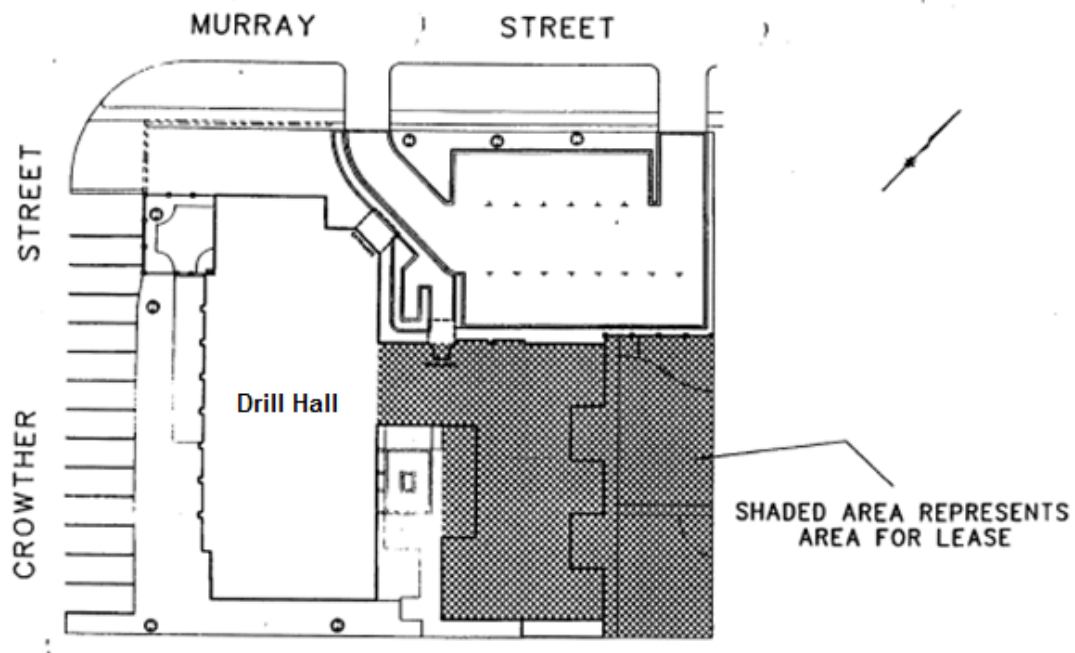 MURRAY STREET
STREET
CROWTHER
Drill Hall
SHADED AREA REPRESENTS
AREA FOR LEASE